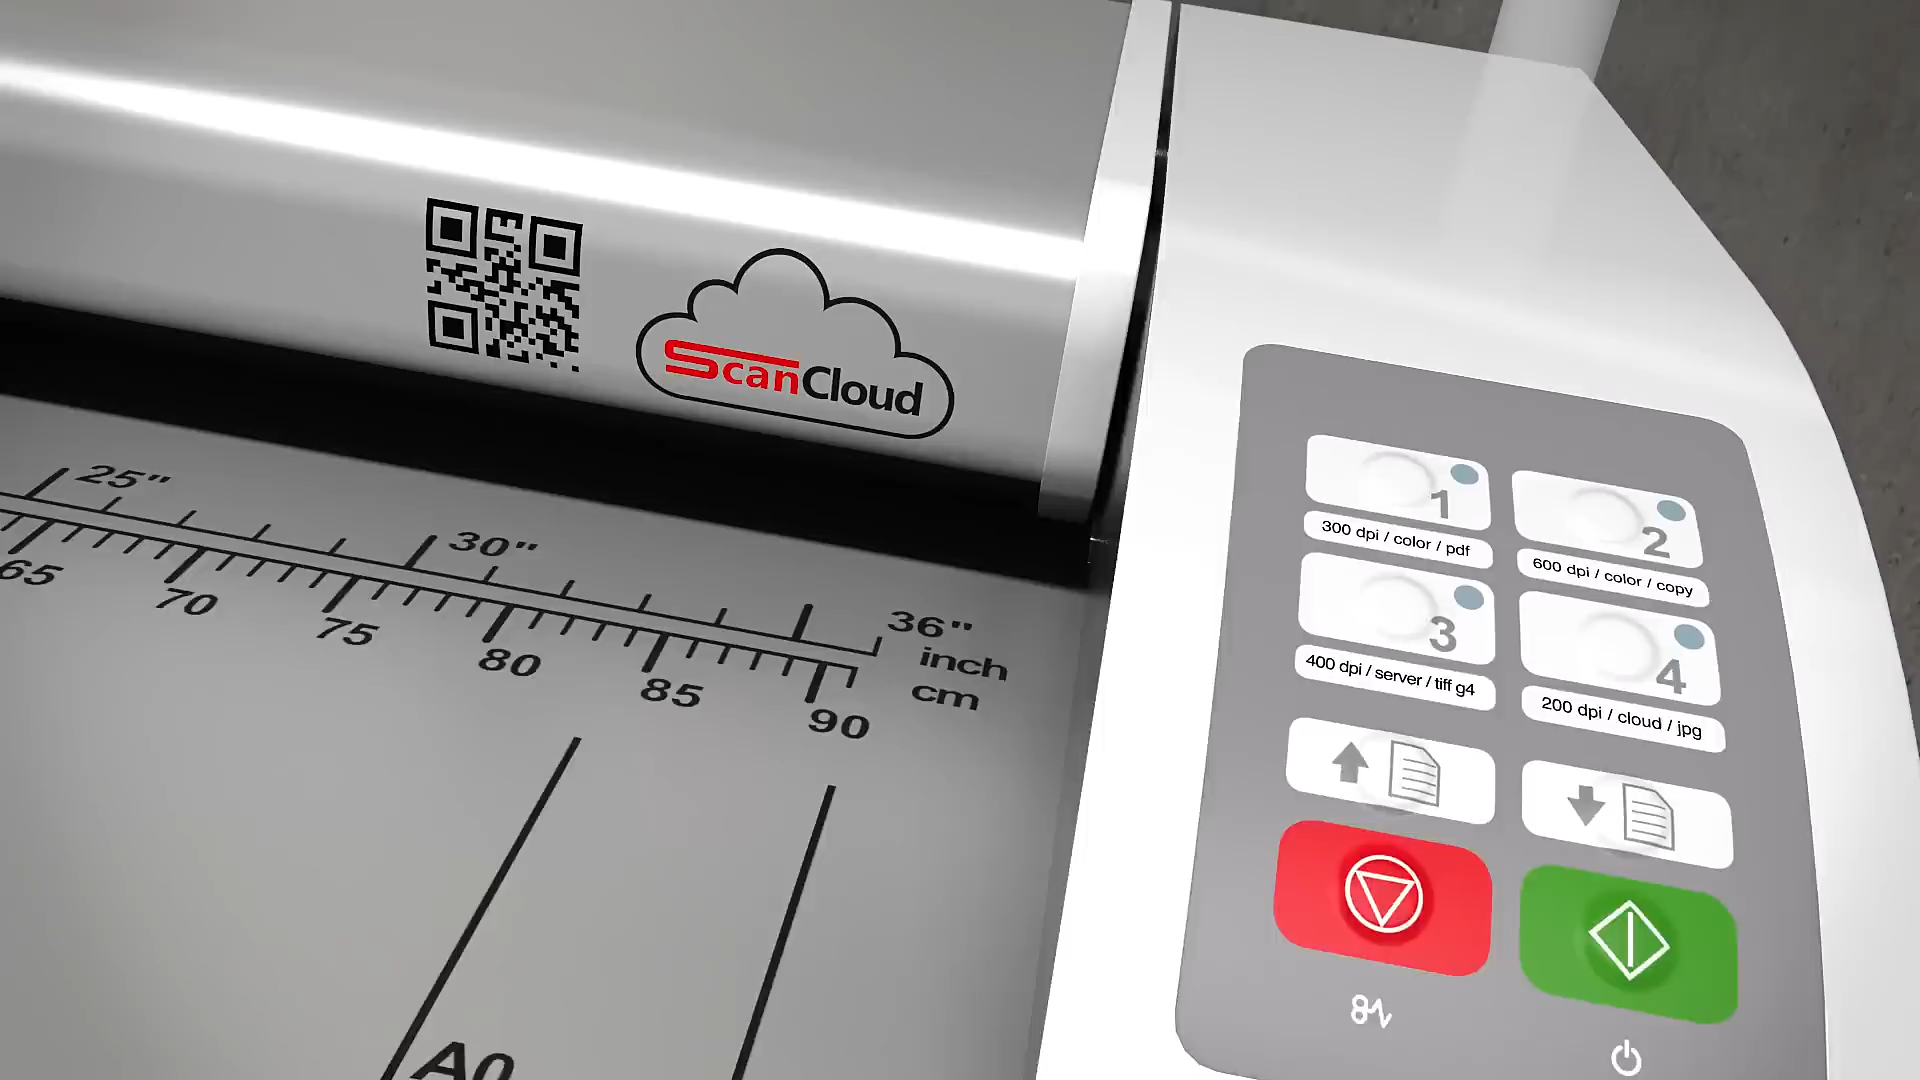 ScanCloud
25"
30"
36"
inch
cm
65
70
75
80
85
90
A0
1
300 dpi / color / pdf
2
600 dpi / color / copy
3
400 dpi / server / tiff g4
4
200 dpi / cloud / jpg